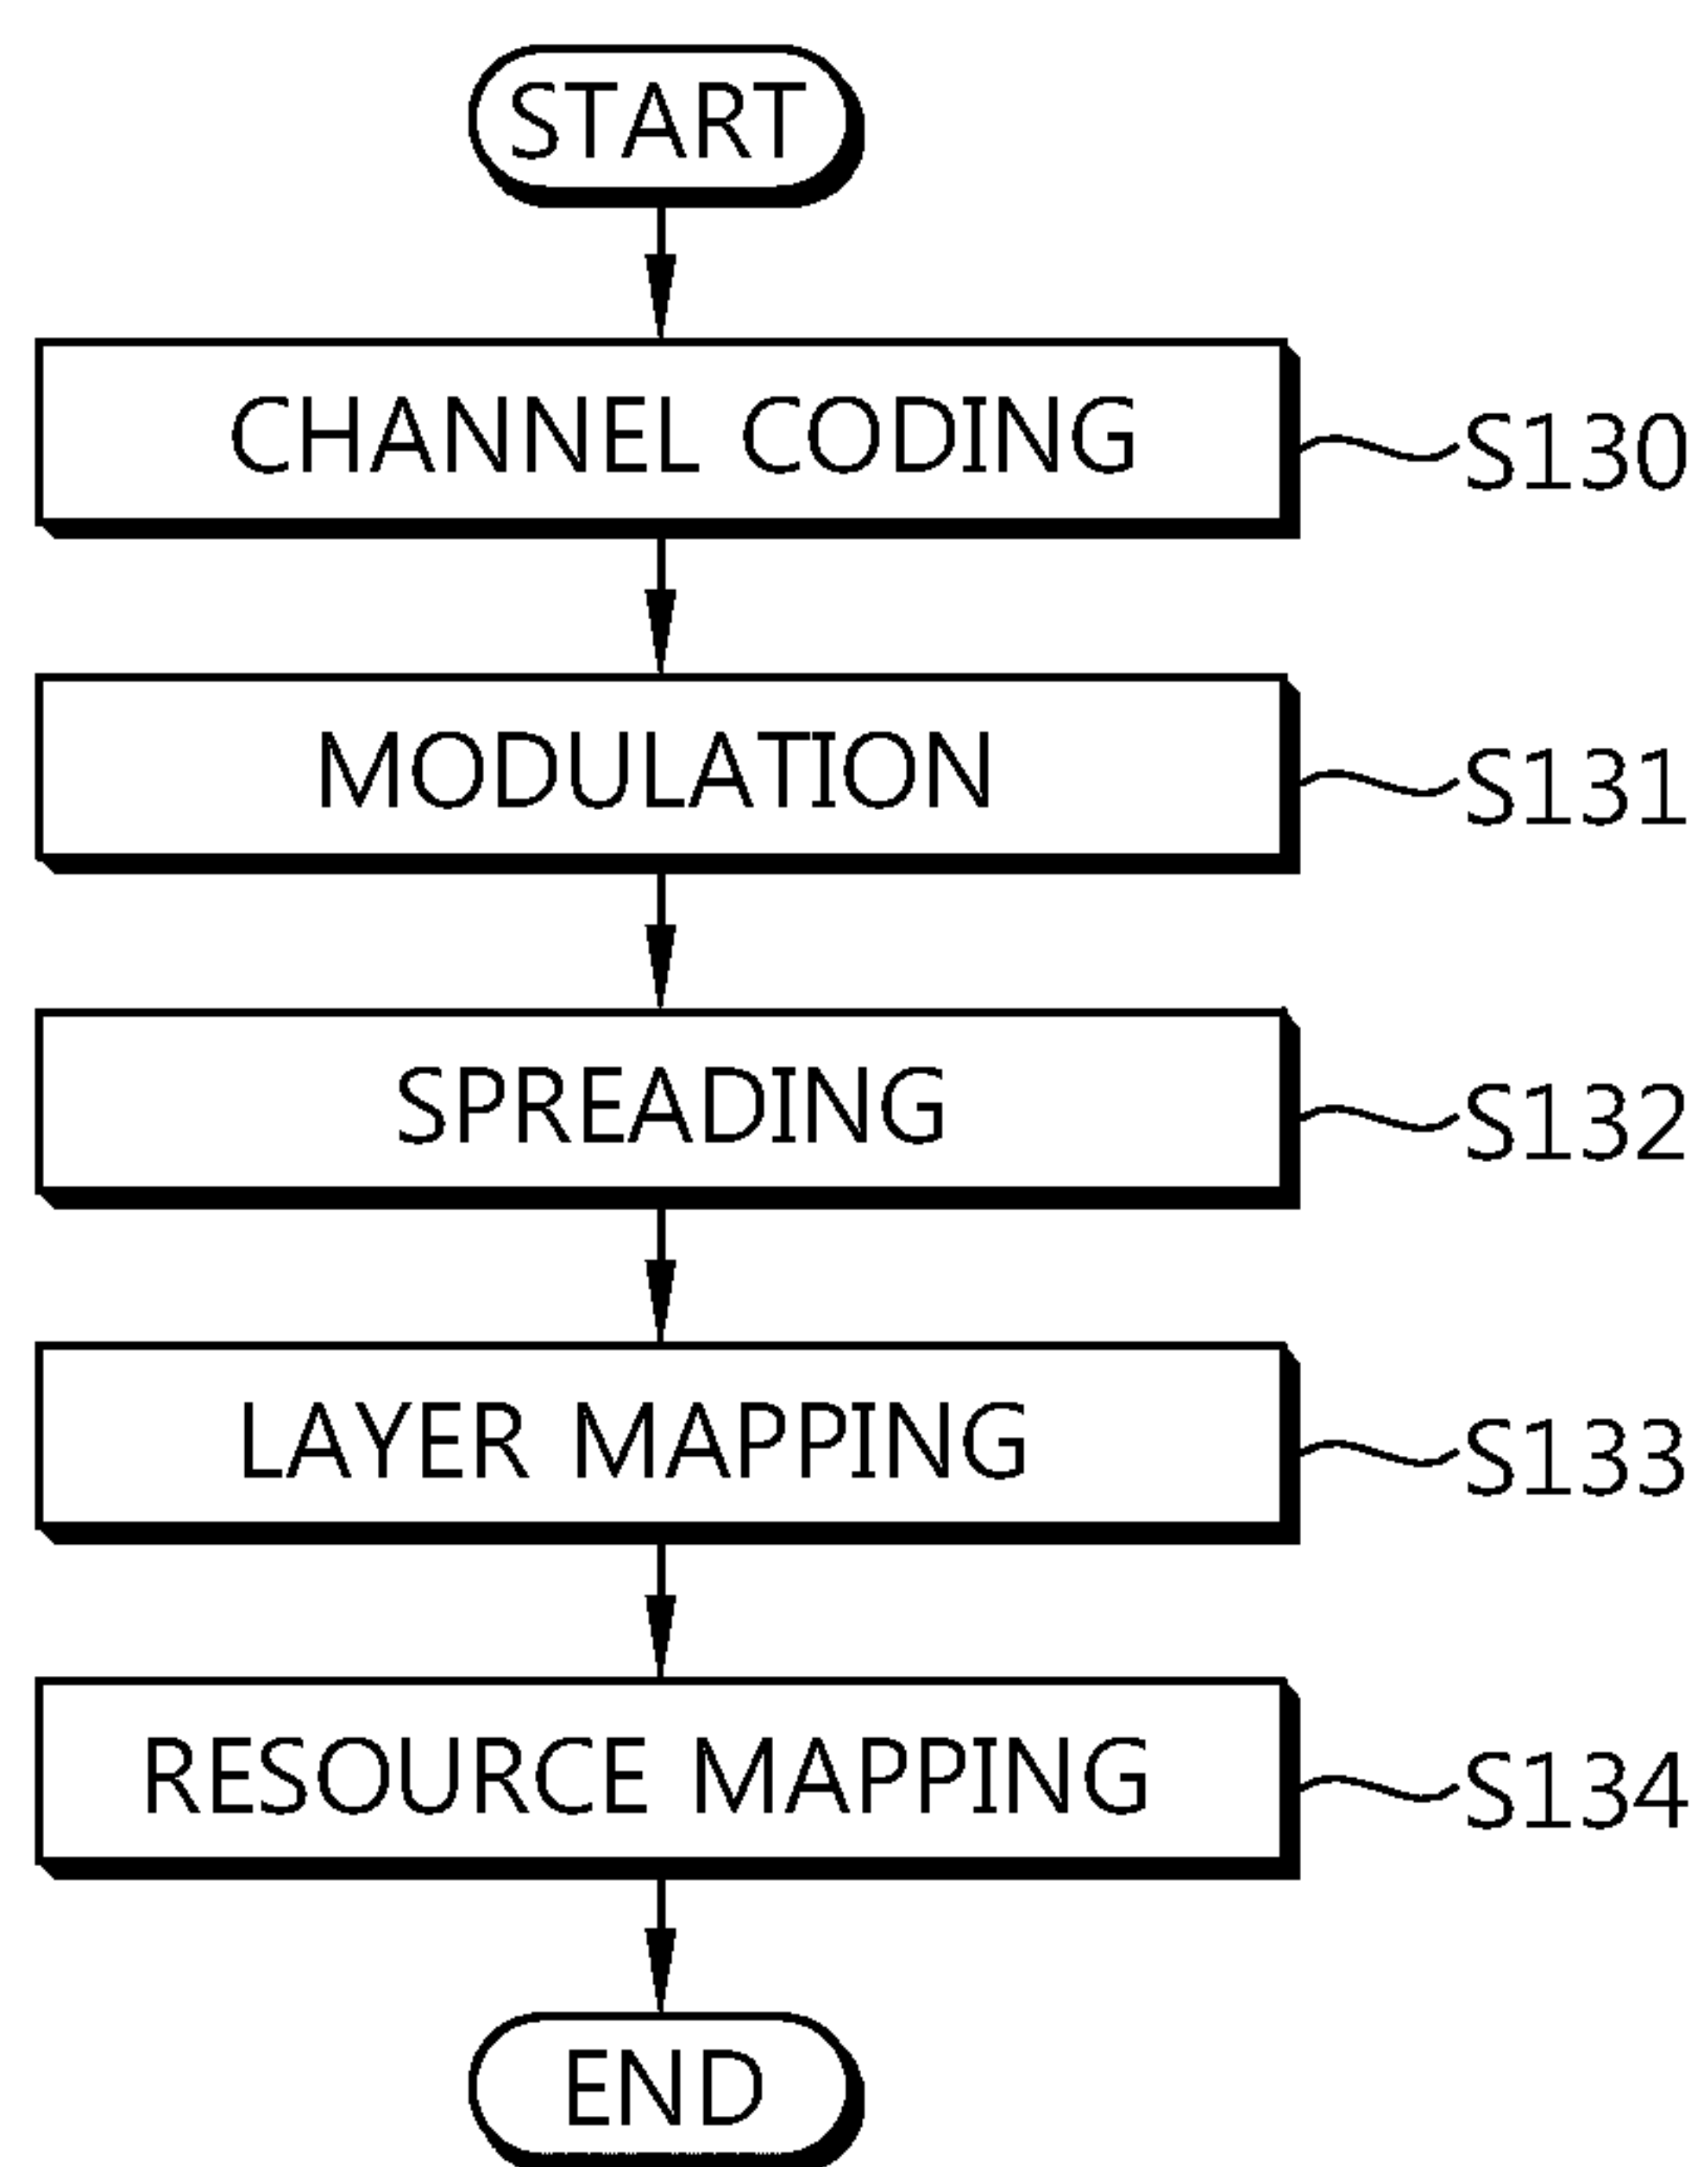 START
CHANNEL CODING
S130
MODULATION
S131
SPREADING
S132
LAYER MAPPING
S133
RESOURCE MAPPING
S134
END